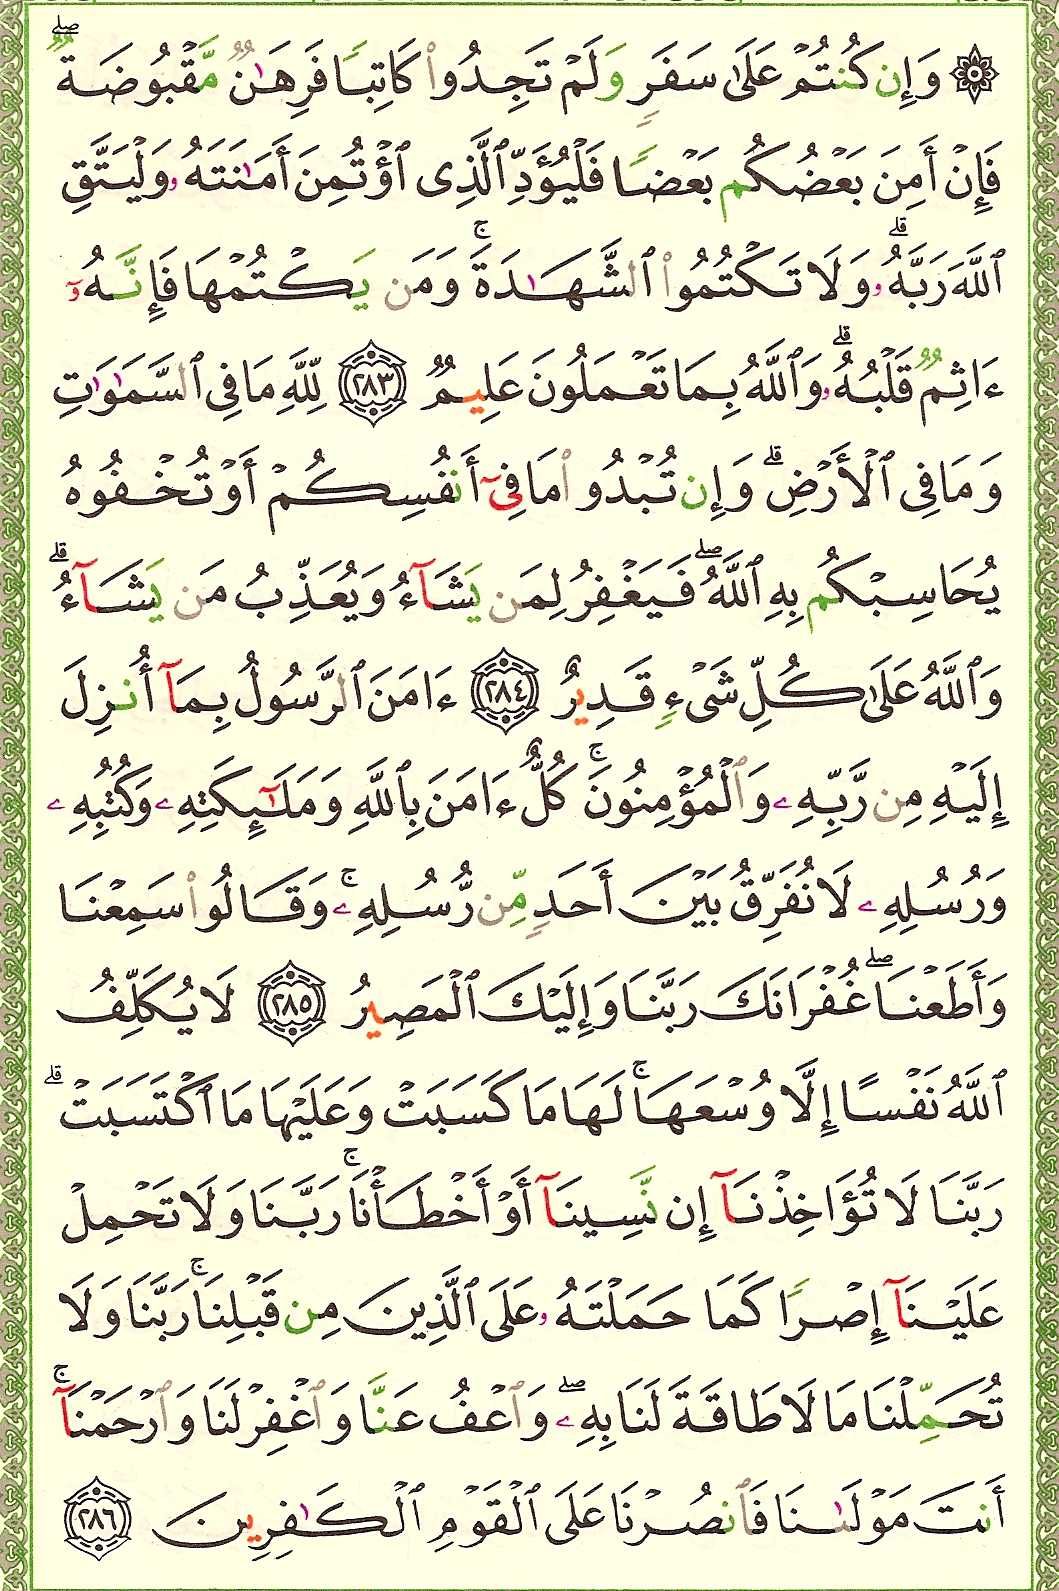 ۞ وَإِن كُنتُمْ عَلَىٰ سَفَرٍ وَلَمْ تَجِدُوا۟ كَاتِبًا فَرِهَـٰنٌ مَّقْبُوضَةٌ ۖ
فَإِنْ أَمِنَ بَعْضُكُم بَعْضًا فَلْيُؤَدِّ ٱلَّذِى ٱؤْتُمِنَ أَمَـٰنَتَهُۥ وَلْيَتَّقِ
ٱللَّهَ رَبَّهُۥ ۗ وَلَا تَكْتُمُوا۟ ٱلشَّهَـٰدَةَ ۚ وَمَن يَكْتُمْهَا فَإِنَّهُۥٓ
ءَاثِمٌ قَلْبُهُۥ ۗ وَٱللَّهُ بِمَا تَعْمَلُونَ عَلِيمٌ ٢٨٣ لِّلَّهِ مَا فِى ٱلسَّمَـٰوَٰتِ
وَمَا فِى ٱلْأَرْضِ ۗ وَإِن تُبْدُوا۟ مَا فِىٓ أَنفُسِكُمْ أَوْ تُخْفُوهُ
يُحَاسِبْكُم بِهِ ٱللَّهُ ۖ فَيَغْفِرُ لِمَن يَشَآءُ وَيُعَذِّبُ مَن يَشَآءُ ۗ
وَٱللَّهُ عَلَىٰ كُلِّ شَىْءٍ قَدِيرٌ ٢٨٤ ءَامَنَ ٱلرَّسُولُ بِمَآ أُنزِلَ
إِلَيْهِ مِن رَّبِّهِۦ وَٱلْمُؤْمِنُونَ ۚ كُلٌّ ءَامَنَ بِٱللَّهِ وَمَلَـٰٓئِكَتِهِۦ وَكُتُبِهِۦ
وَرُسُلِهِۦ لَا نُفَرِّقُ بَيْنَ أَحَدٍ مِّن رُّسُلِهِۦ ۚ وَقَالُوا۟ سَمِعْنَا
وَأَطَعْنَا ۖ غُفْرَانَكَ رَبَّنَا وَإِلَيْكَ ٱلْمَصِيرُ ٢٨٥ لَا يُكَلِّفُ
ٱللَّهُ نَفْسًا إِلَّا وُسْعَهَا ۚ لَهَا مَا كَسَبَتْ وَعَلَيْهَا مَا ٱكْتَسَبَتْ ۗ
رَبَّنَا لَا تُؤَاخِذْنَآ إِن نَّسِينَآ أَوْ أَخْطَأْنَا ۚ رَبَّنَا وَلَا تَحْمِلْ
عَلَيْنَآ إِصْرًا كَمَا حَمَلْتَهُۥ عَلَى ٱلَّذِينَ مِن قَبْلِنَا ۚ رَبَّنَا وَلَا
تُحَمِّلْنَا مَا لَا طَاقَةَ لَنَا بِهِۦ ۖ وَٱعْفُ عَنَّا وَٱغْفِرْ لَنَا وَٱرْحَمْنَآ ۚ
أَنتَ مَوْلَىٰنَا فَٱنصُرْنَا عَلَى ٱلْقَوْمِ ٱلْكَـٰفِرِينَ ٢٨٦